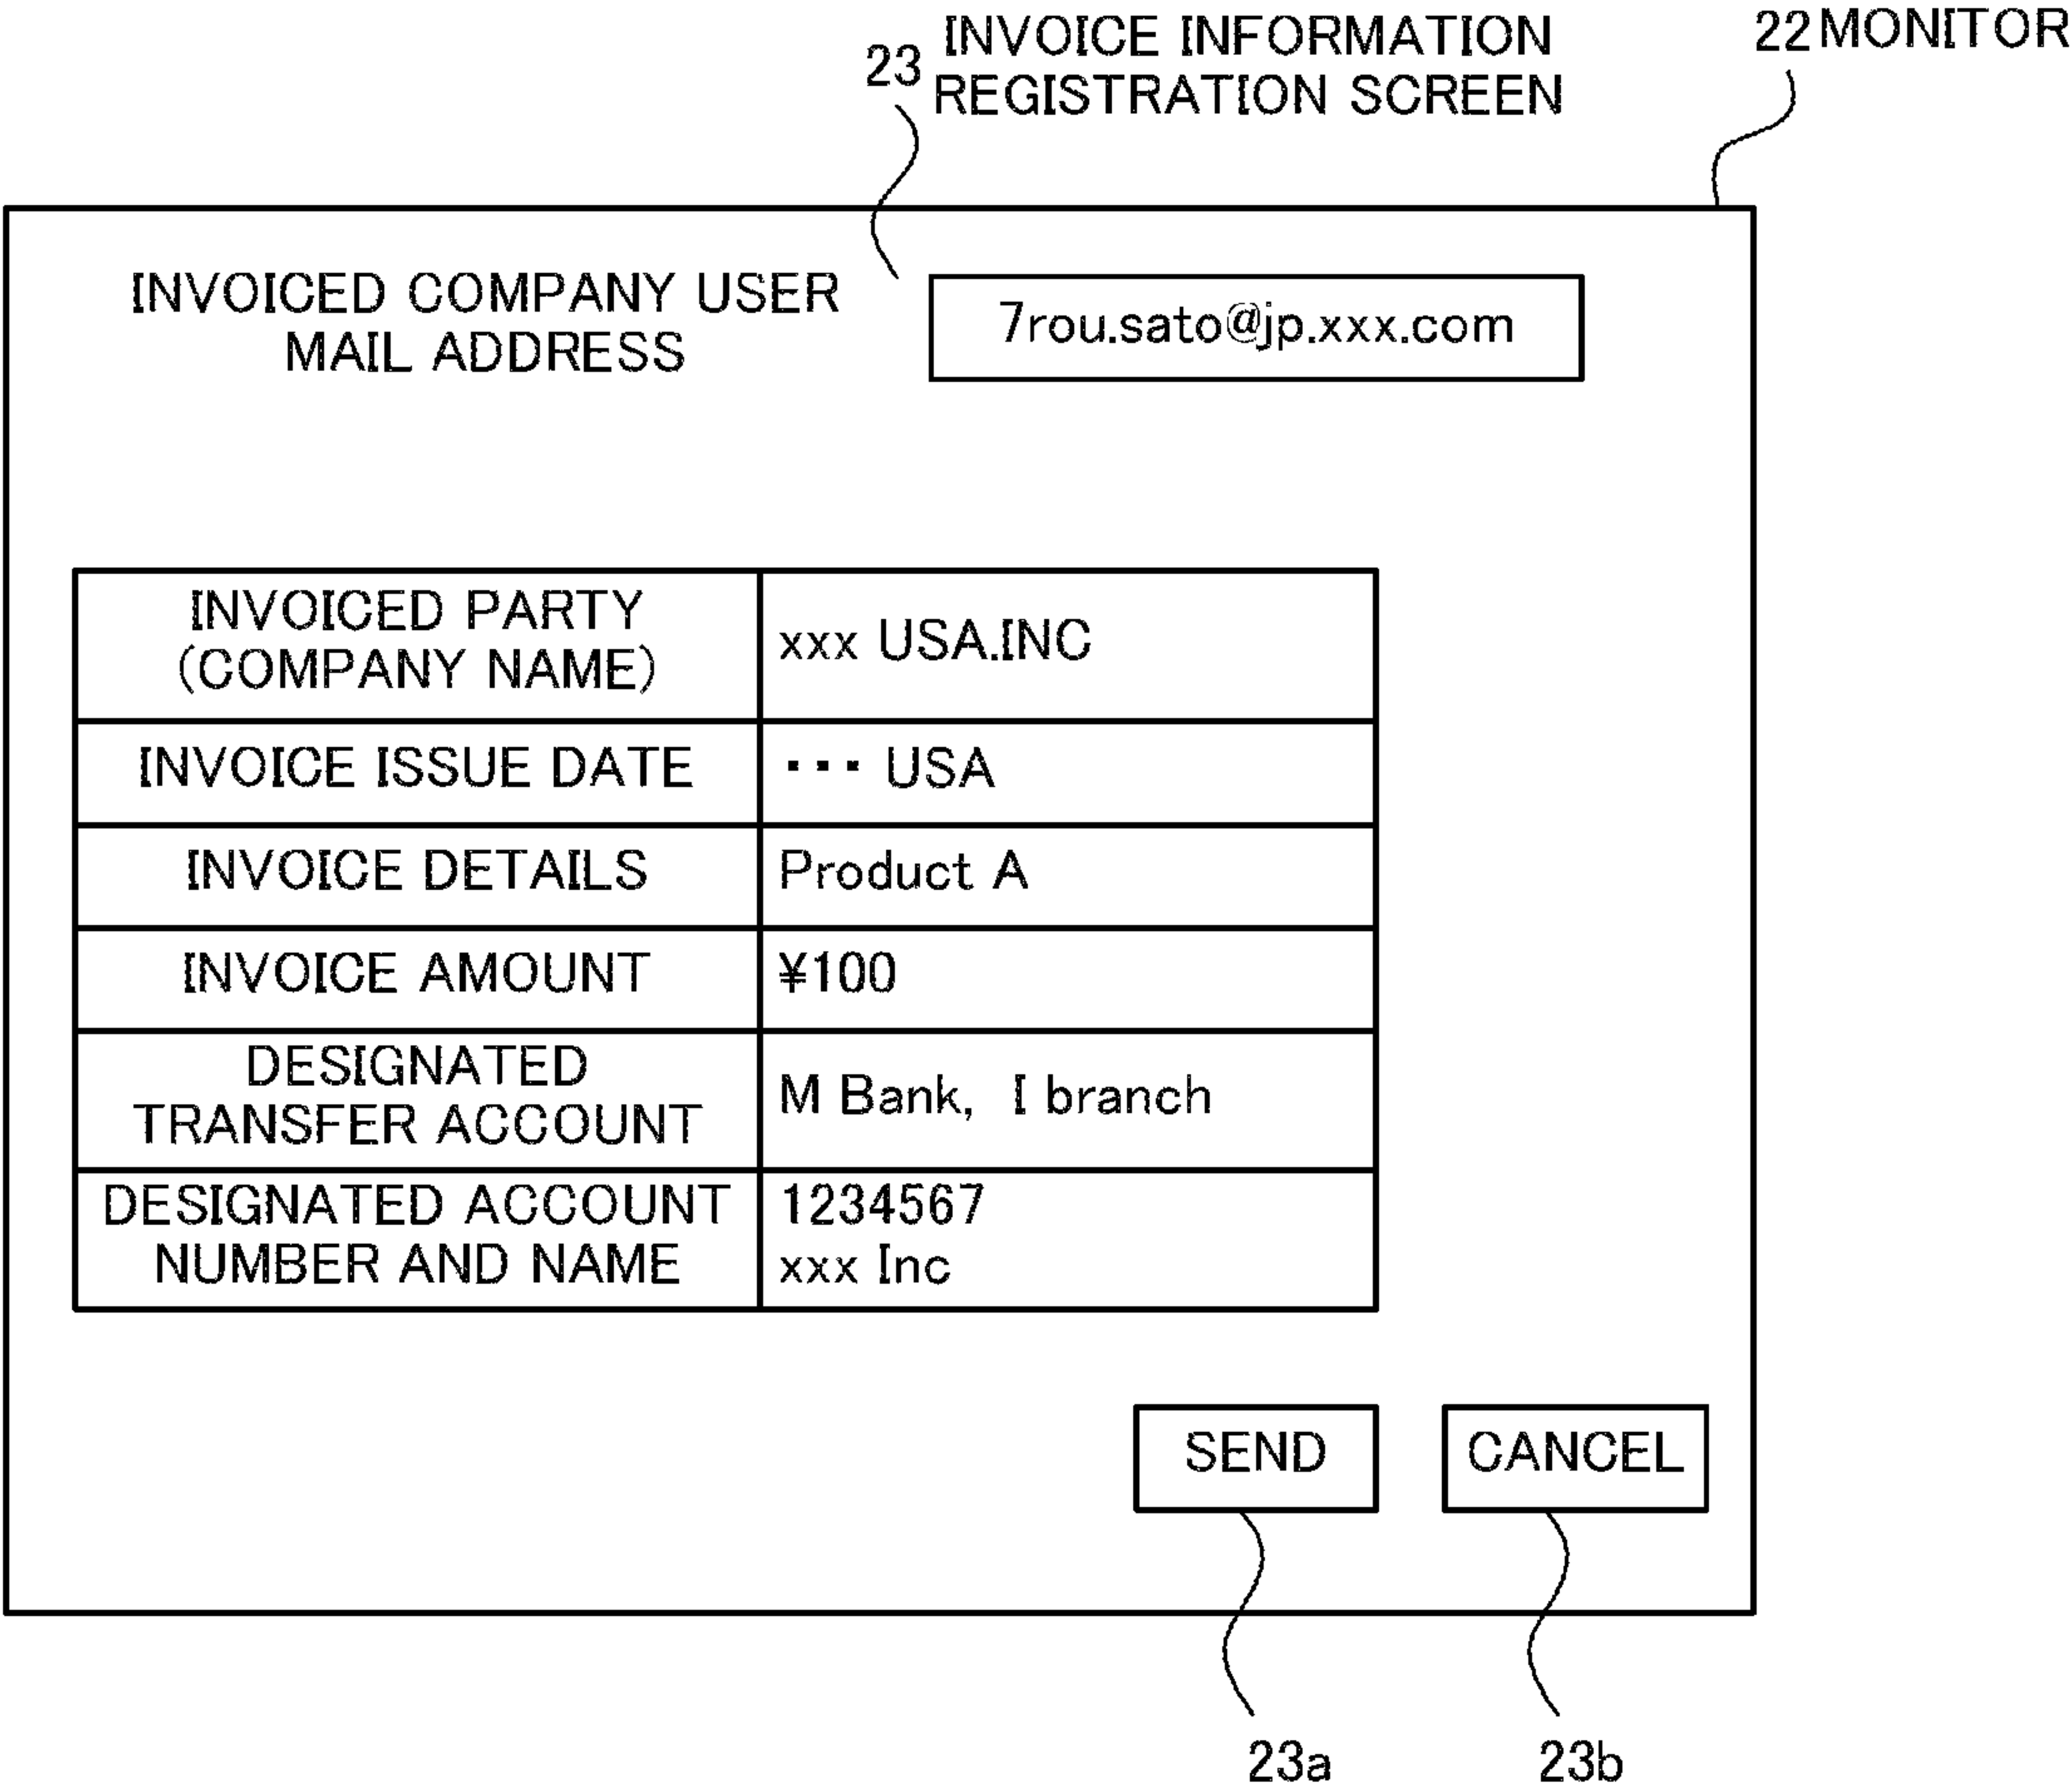 23 INVOICE INFORMATION
REGISTRATION SCREEN
22 MONITOR
INVOICED COMPANY USER
MAIL ADDRESS
7rou.sato@jp.xxx.com
INVOICED PARTY
(COMPANY NAME)
xxx USA.INC
INVOICE ISSUE DATE
・・・ USA
INVOICE DETAILS
Product A
INVOICE AMOUNT
¥100
DESIGNATED
TRANSFER ACCOUNT
M Bank, I branch
DESIGNATED ACCOUNT
NUMBER AND NAME
1234567
xxx Inc
SEND
CANCEL
23a
23b